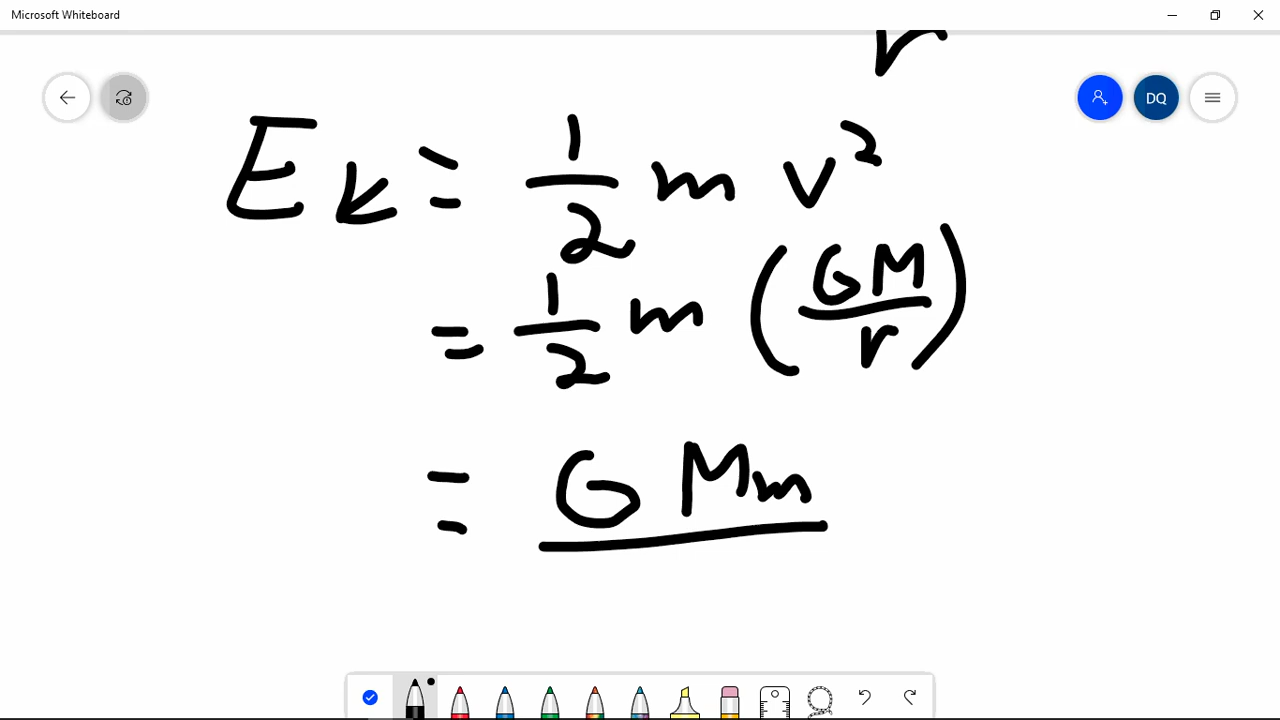 Microsoft Whiteboard
r
DQ
Ek = 1/2 m v²
= 1/2 m (GM/r)
= GMm